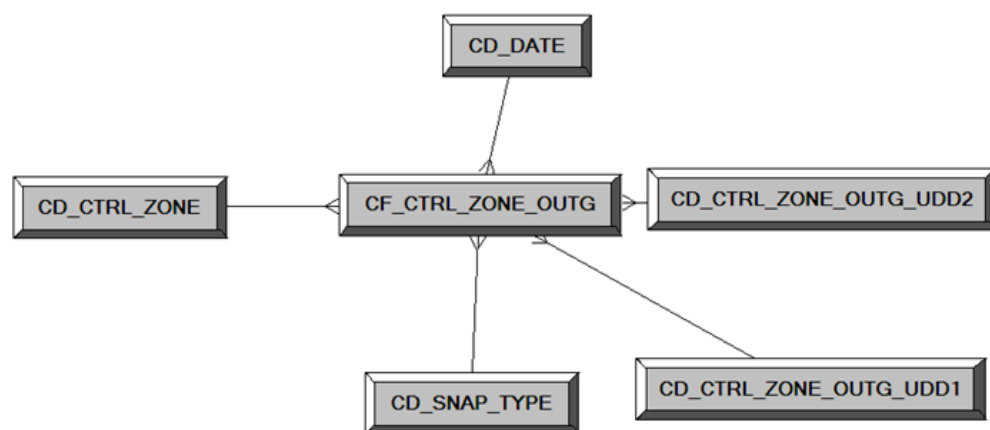 CD_DATE
CD_CTRL_ZONE
CF_CTRL_ZONE_OUTG
CD_CTRL_ZONE_OUTG_UDD2
CD_SNAP_TYPE
CD_CTRL_ZONE_OUTG_UDD1